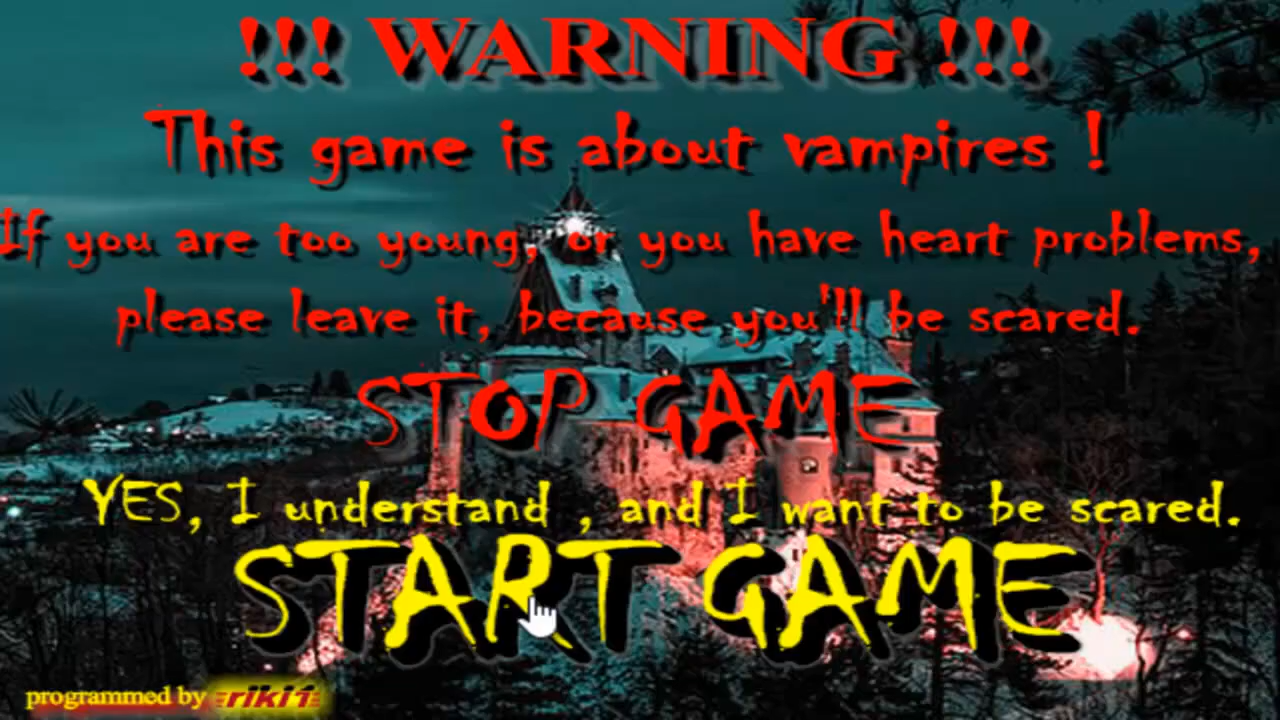 !!! WARNING !!!
This game is about vampires !
If you are too young, or you have heart problems,
please leave it, because you'll be scared.
STOP GAME
YES, I understand , and I want to be scared.
START GAME
programmed by riki1